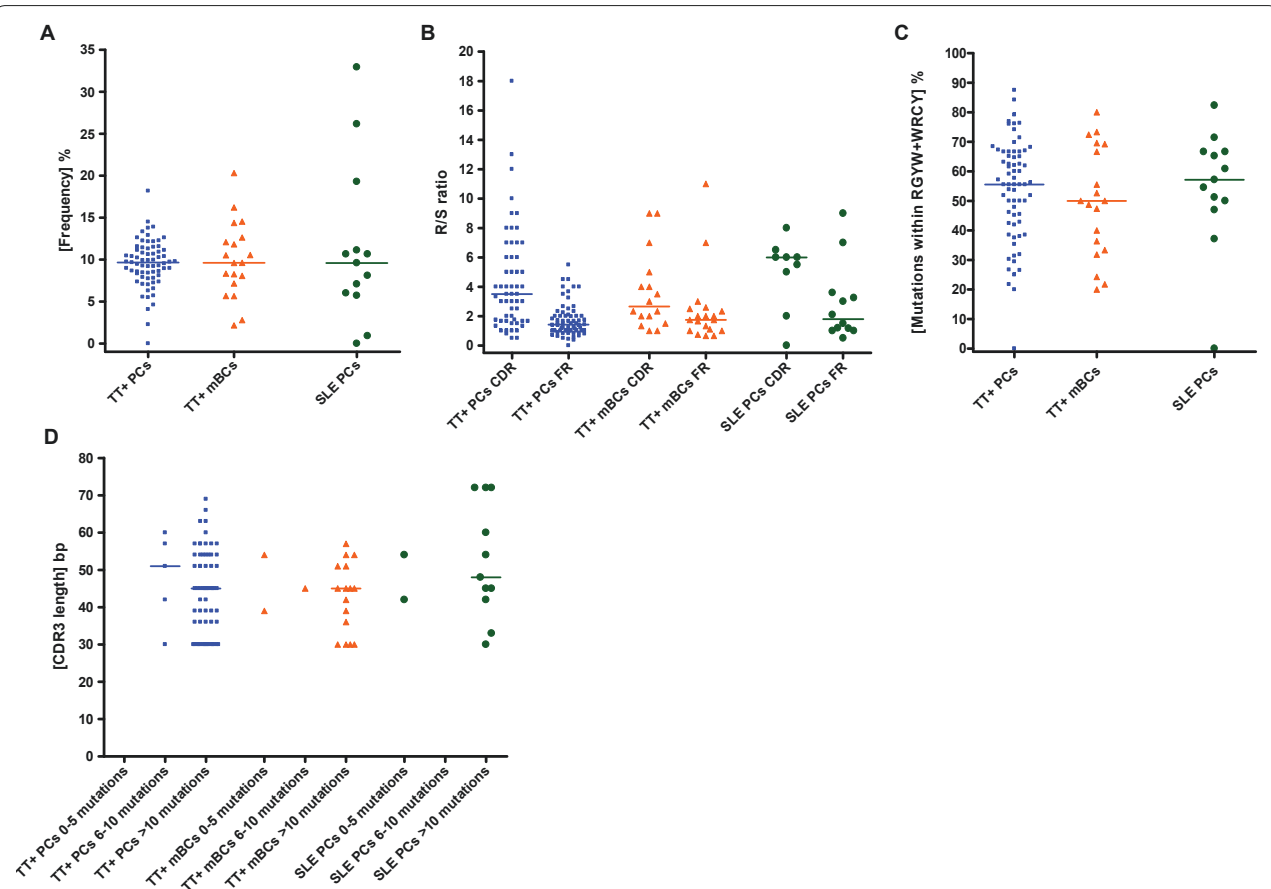 A
[Frequency] %
35
30
25
20
15
10
5
0
TT+ PCs
TT+ mBCs
SLE PCs
B
R/S ratio
20
18
16
14
12
10
8
6
4
2
0
TT+ PCs CDR
TT+ PCs FR
TT+ mBCs CDR
TT+ mBCs FR
SLE PCs CDR
SLE PCs FR
C
[Mutations within RGYW+WRCY] %
100
90
80
70
60
50
40
30
20
10
0
TT+ PCs
TT+ mBCs
SLE PCs
D
[CDR3 length] bp
80
70
60
50
40
30
20
10
0
TT+ PCs 0-5 mutations
TT+ PCs 6-10 mutations
TT+ PCs >10 mutations
TT+ mBCs 0-5 mutations
TT+ mBCs 6-10 mutations
TT+ mBCs >10 mutations
SLE PCs 0-5 mutations
SLE PCs 6-10 mutations
SLE PCs >10 mutations